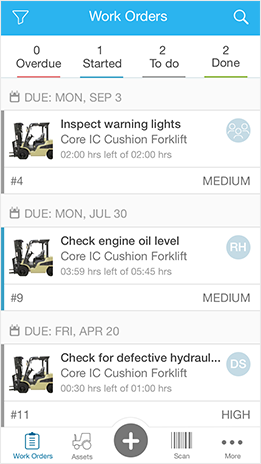 Work Orders
0 1 2 2
Overdue Started To do Done
DUE: MON, SEP 3
Inspect warning lights
Core IC Cushion Forklift
02:00 hrs left of 02:00 hrs
#4 MEDIUM
DUE: MON, JUL 30
Check engine oil level
RH
Core IC Cushion Forklift
03:59 hrs left of 05:45 hrs
#9 MEDIUM
DUE: FRI, APR 20
Check for defective hydraul...
DS
Core IC Cushion Forklift
00:30 hrs left of 01:00 hrs
#11 HIGH
Work Orders Assets Scan More